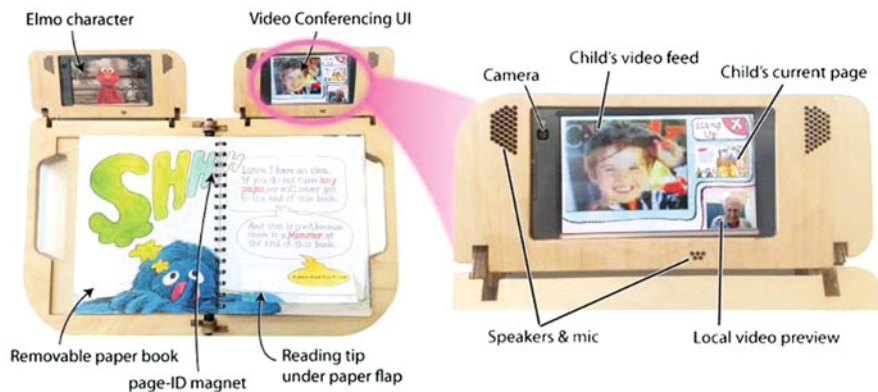 Elmo character
Video Conferencing UI
Camera
Child's video feed
Child's current page
Hang
Up
X
SHHHH
Listen, I have an idea.
If you do not turn any
pages, we will never get
to the end of this book.
And that is good, because
there is a Monster at
the end of this book.
Removable paper book
page-ID magnet
Reading tip
under paper flap
Speakers & mic
Local video preview